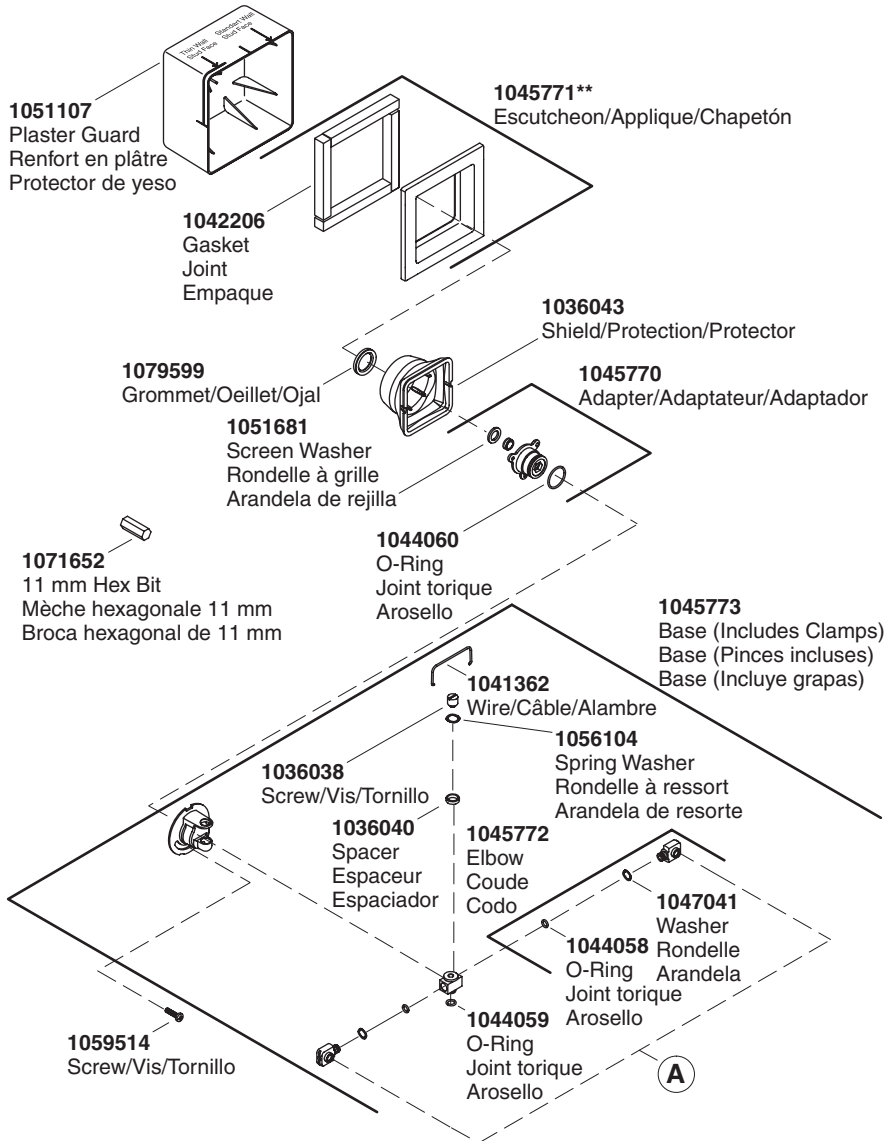 Thin Wall
Stud Face
Standart Wall
Stud Face
1051107
Plaster Guard
Renfort en plâtre
Protector de yeso
1045771**
Escutcheon/Applique/Chapetón
1042206
Gasket
Joint
Empaque
1036043
Shield/Protection/Protector
1079599
Grommet/Oeillet/Ojal
1045770
Adapter/Adaptateur/Adaptador
1051681
Screen Washer
Rondelle à grille
Arandela de rejilla
1044060
O-Ring
Joint torique
Arosello
1071652
11 mm Hex Bit
Mèche hexagonale 11 mm
Broca hexagonal de 11 mm
1045773
Base (Includes Clamps)
Base (Pinces incluses)
Base (Incluye grapas)
1041362
Wire/Câble/Alambre
1056104
Spring Washer
Rondelle à ressort
Arandela de resorte
1036038
Screw/Vis/Tornillo
1036040
Spacer
Espaceur
Espaciador
1045772
Elbow
Coude
Codo
1047041
Washer
Rondelle
Arandela
1044058
O-Ring
Joint torique
Arosello
1044059
O-Ring
Joint torique
Arosello
1059514
Screw/Vis/Tornillo
A